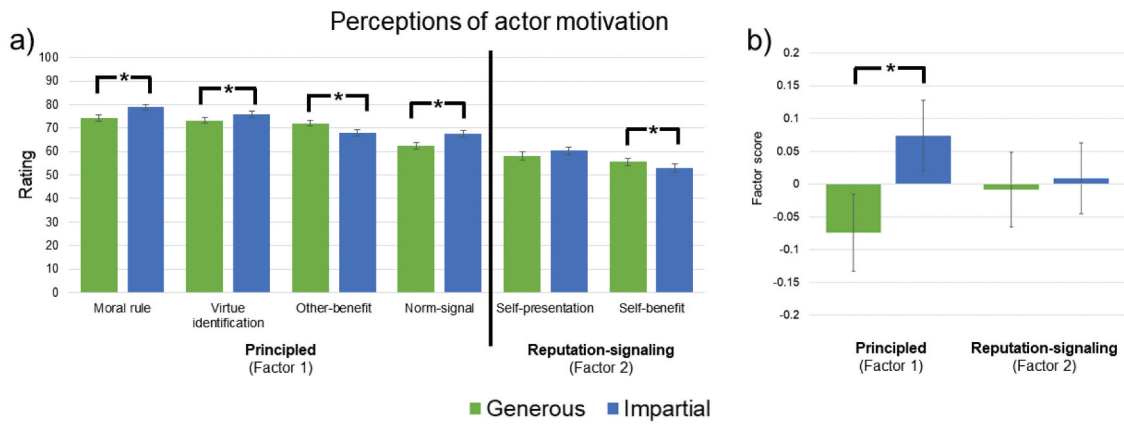 Perceptions of actor motivation
a)
100
90
80
70
60
50
40
30
20
10
0
Rating
*
*
*
*
*
Moral rule
Virtue
identification
Other-benefit
Norm-signal
Self-presentation
Self-benefit
Principled
(Factor 1)
Reputation-signaling
(Factor 2)
b)
0.2
0.15
0.1
0.05
0
-0.05
-0.1
-0.15
-0.2
Factor score
*
Principled
(Factor 1)
Reputation-signaling
(Factor 2)
Generous
Impartial